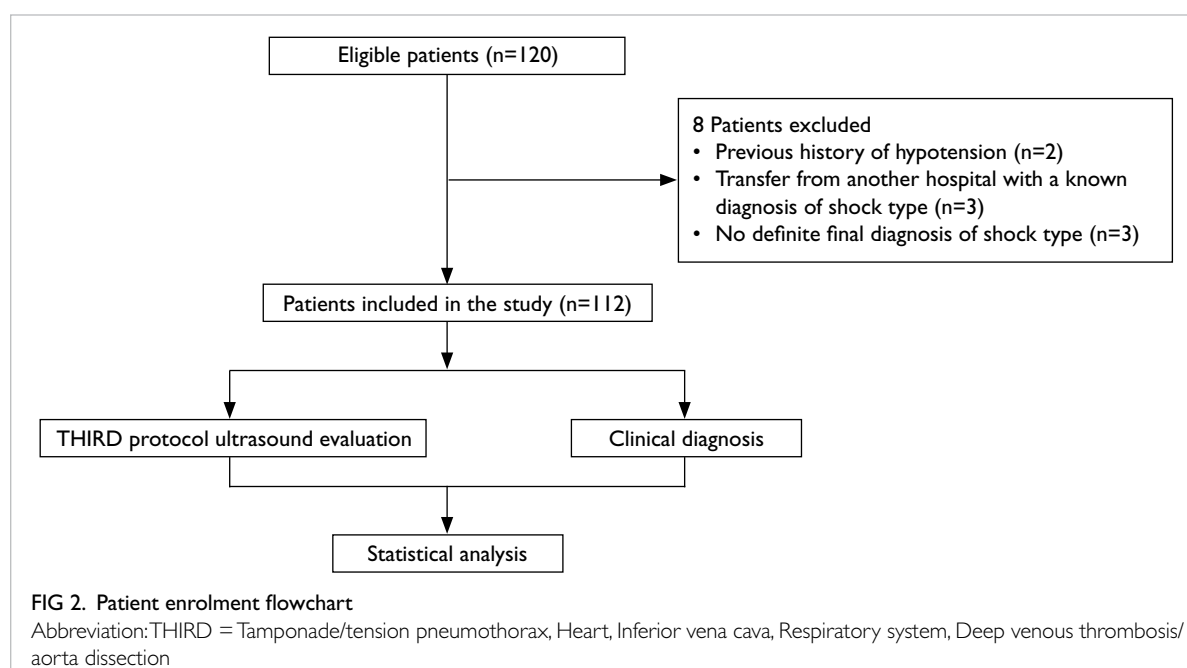 Eligible patients (n=120)
8 Patients excluded
• Previous history of hypotension (n=2)
• Transfer from another hospital with a known
diagnosis of shock type (n=3)
• No definite final diagnosis of shock type (n=3)
Patients included in the study (n=112)
THIRD protocol ultrasound evaluation
Clinical diagnosis
Statistical analysis
FIG 2. Patient enrolment flowchart
Abbreviation: THIRD = Tamponade/tension pneumothorax, Heart, Inferior vena cava, Respiratory system, Deep venous thrombosis/
aorta dissection